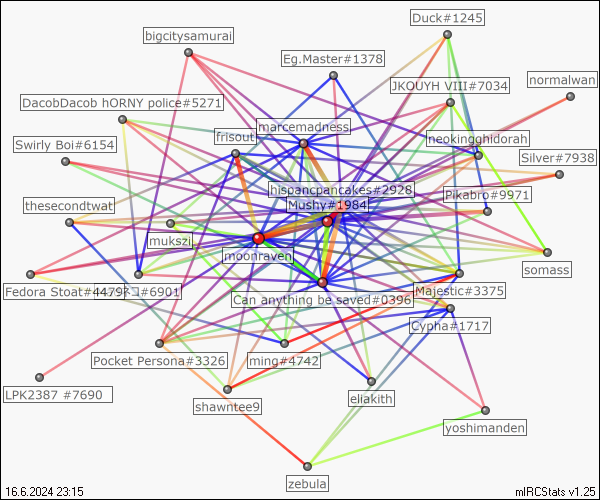 Duck#1245
bigcitysamurai
Eg.Master#1378
normalwan
JKOUYH VIII#7034
DacobDacob hORNY police#5271
marcemadness
frisout
neokingghidorah
Swirly Boi#6154
Silver#7938
hispancpancakes#2928
Pikabro#9971
Mushy#1984
thesecondtwat
mukszi
moonraven
somass
Fedora Stoat#4479
#6901
Majestic#3375
Can anything be saved#0396
Cypha#1717
Pocket Persona#3326
ming#4742
LPK2387 #7690
eliakith
shawntee9
yoshimanden
zebula
16.6.2024 23:15
mIRCStats v1.25